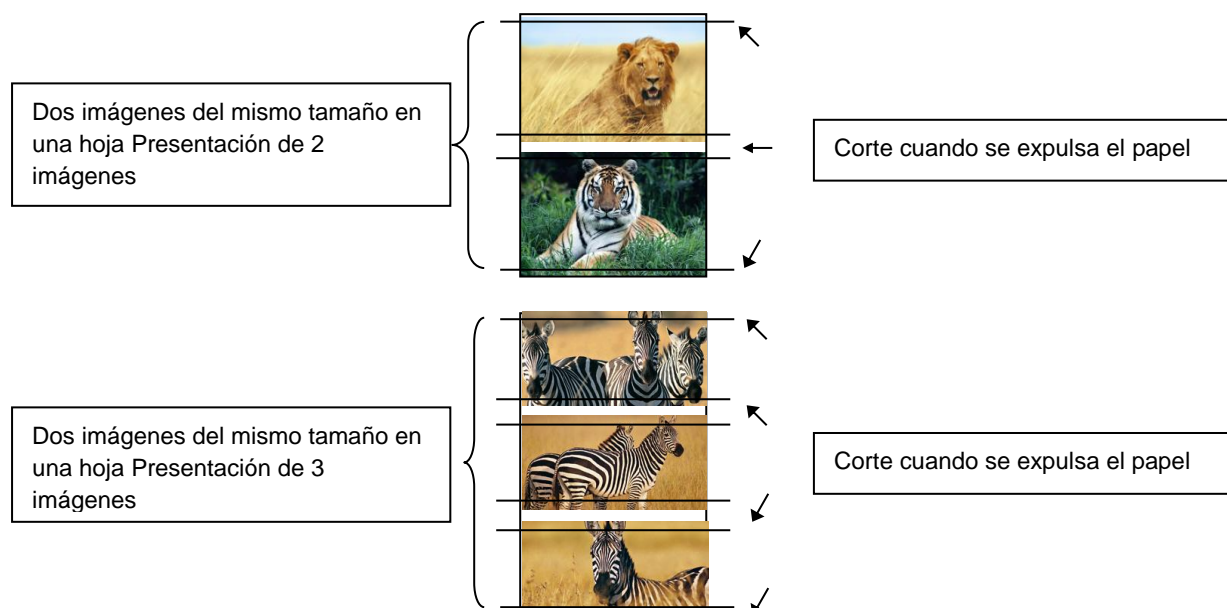 Dos imágenes del mismo tamaño en
una hoja Presentación de 2
imágenes
Corte cuando se expulsa el papel
Dos imágenes del mismo tamaño en
una hoja Presentación de 3
imágenes
Corte cuando se expulsa el papel